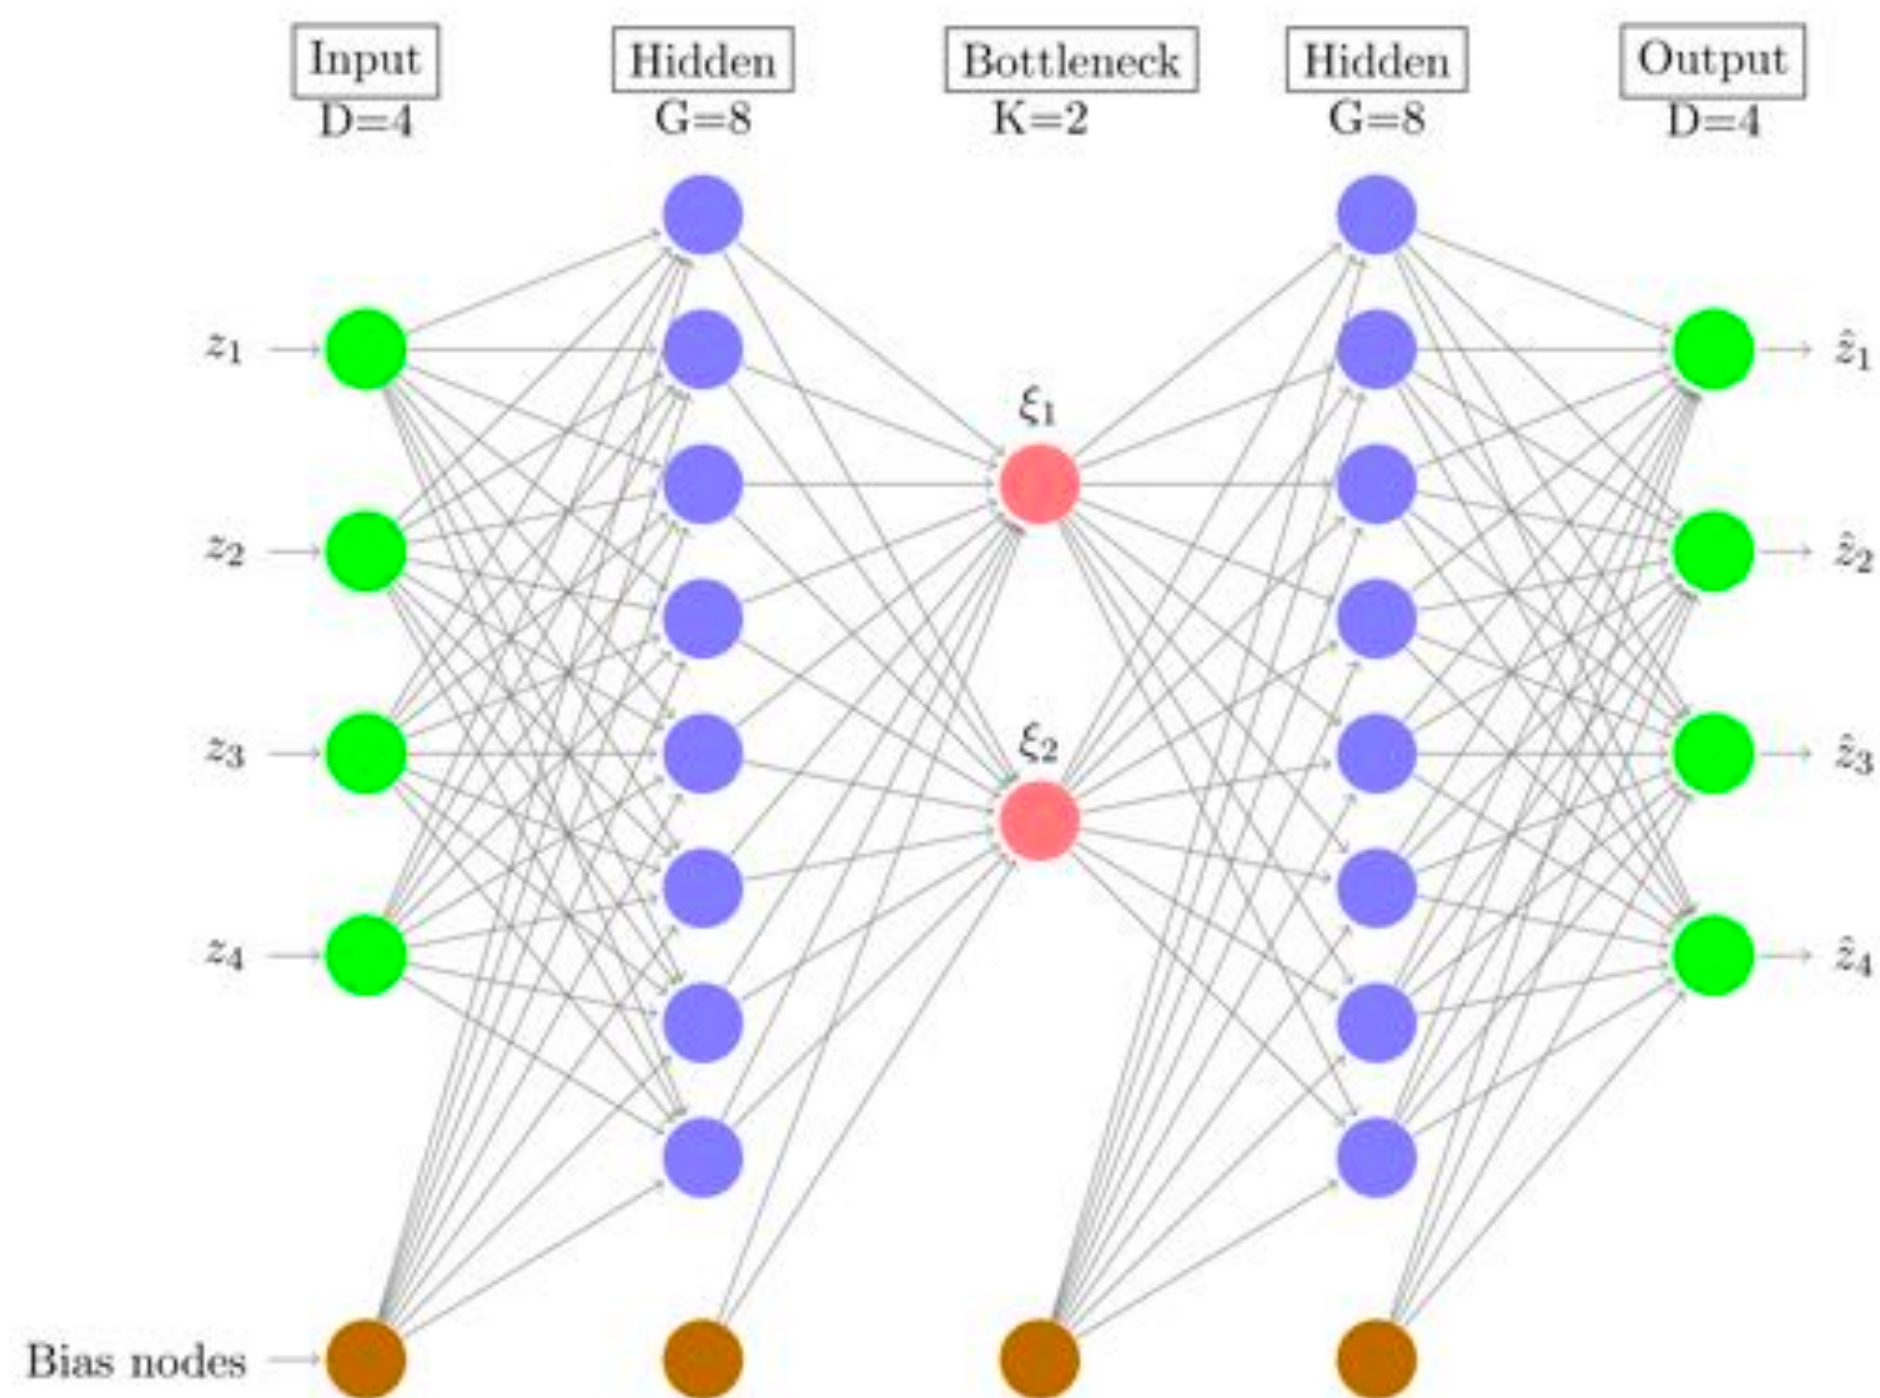 Input Hidden Bottleneck Hidden Output
D=4 G=8 K=2 G=8 D=4
z₁ ẑ₁
ξ₁
z₂ ẑ₂
ξ₂
z₃ ẑ₃
z₄ ẑ₄
Bias nodes